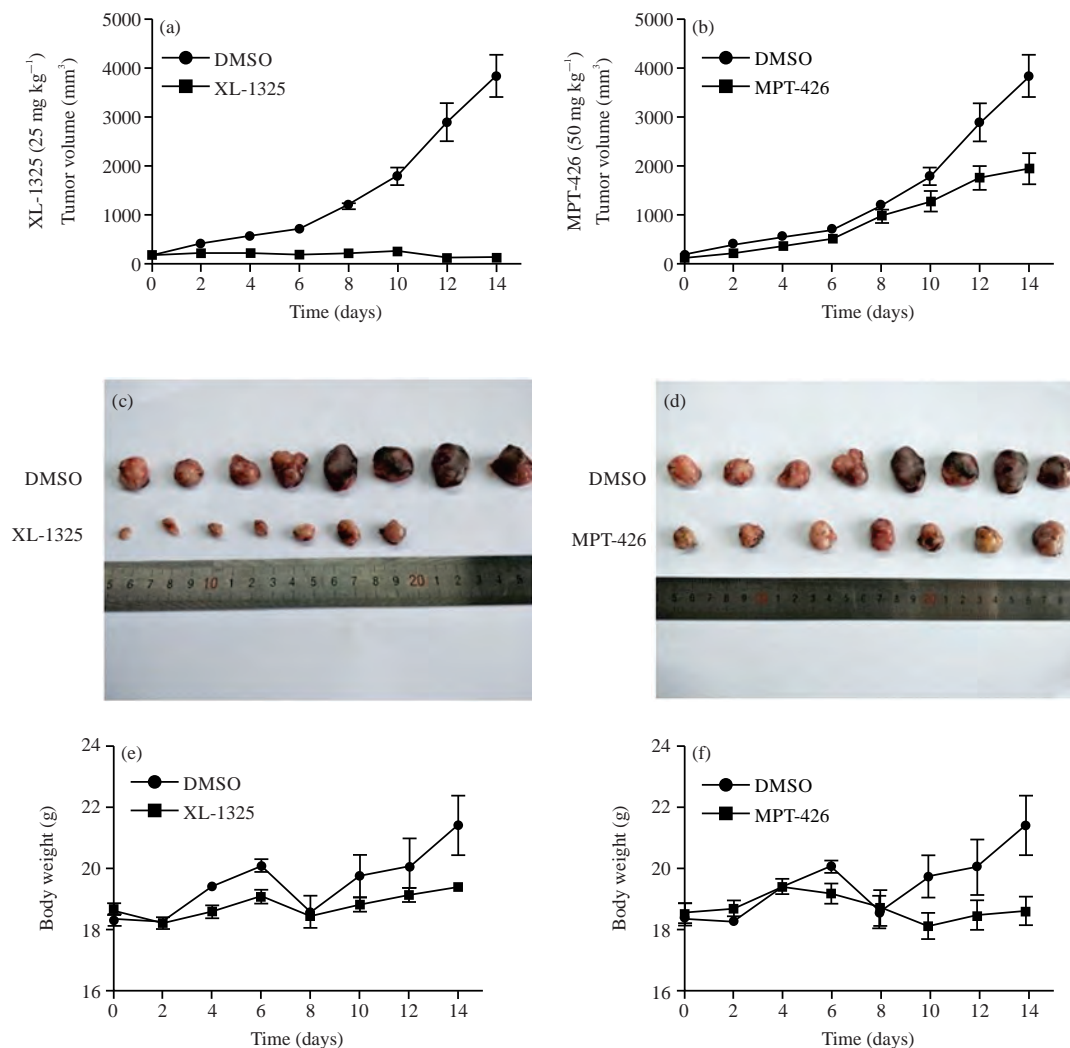 (a)
5000
4000
3000
2000
1000
0
XL-1325 (25 mg kg⁻¹)
Tumor volume (mm³)
DMSO
XL-1325
0 2 4 6 8 10 12 14
Time (days)
(b)
5000
4000
3000
2000
1000
0
MPT-426 (50 mg kg⁻¹)
Tumor volume (mm³)
DMSO
MPT-426
0 2 4 6 8 10 12 14
Time (days)
(c)
DMSO
XL-1325
5 6 7 8 9 10 1 2 3 4 5 6 7 8 9 20 1 2 3 4 5
(d)
DMSO
MPT-426
(e)
24
22
20
18
16
Body weight (g)
DMSO
XL-1325
0 2 4 6 8 10 12 14
Time (days)
(f)
24
22
20
18
16
Body weight (g)
DMSO
MPT-426
0 2 4 6 8 10 12 14
Time (days)